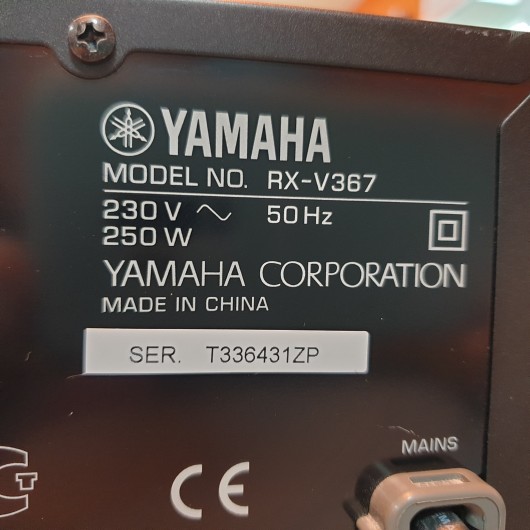 YAMAHA
MODEL NO. RX-V367
230 V ~ 50 Hz
250 W
YAMAHA CORPORATION
MADE IN CHINA
SER. T336431ZP
MAINS
CE